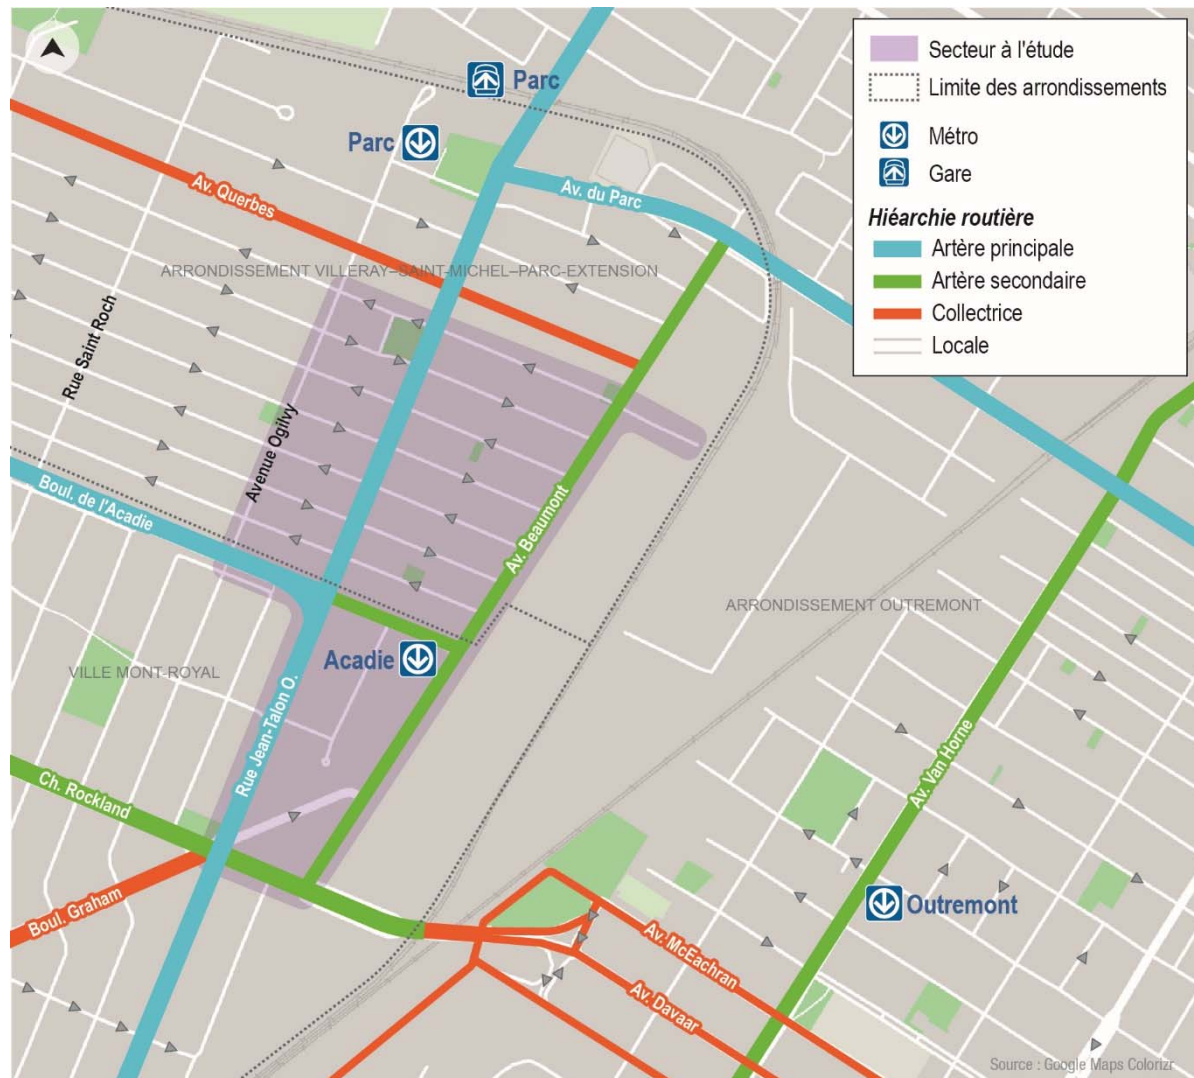 Parc
Parc
Av. Querbes
Av. du Parc
ARRONDISSEMENT VILLERAY–SAINT-MICHEL–PARC-EXTENSION
Rue Saint Roch
Avenue Ogilvy
Boul. de l'Acadie
Av. Beaumont
ARRONDISSEMENT OUTREMONT
Acadie
VILLE MONT-ROYAL
Rue Jean-Talon O.
Ch. Rockland
Av. Van Horne
Boul. Graham
Outremont
Av. McEachran
Av. Davaar
Secteur à l'étude
Limite des arrondissements
Métro
Gare
Hiéarchie routière
Artère principale
Artère secondaire
Collectrice
Locale
Source : Google Maps Colorizr